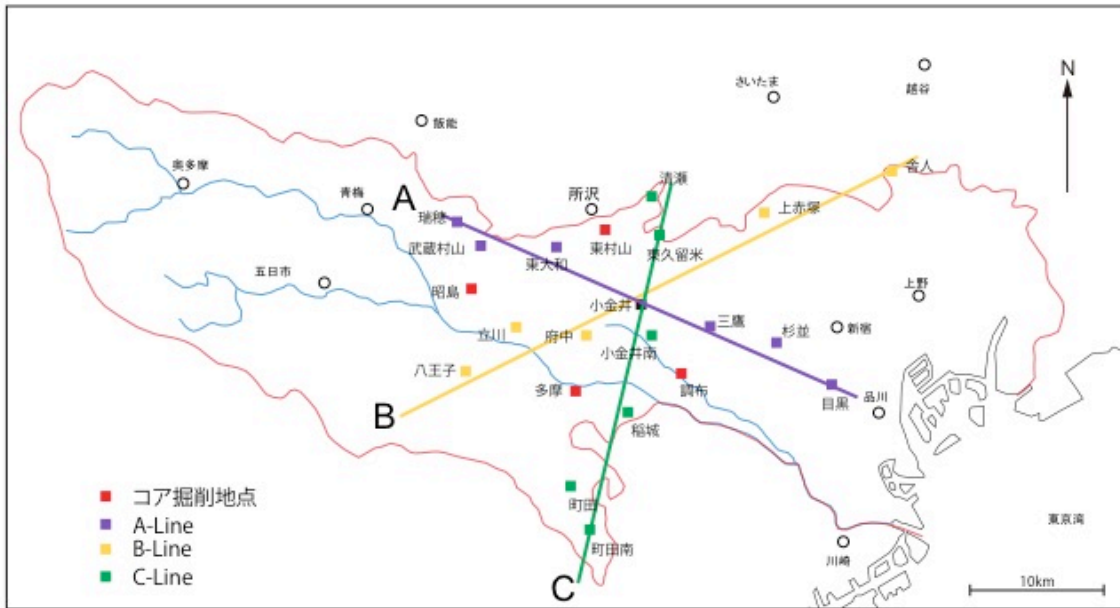 越谷
さいたま
N
飯能
舎人
奥多摩
清瀬
青梅
A
所沢
上赤塚
瑞穂
東村山
武蔵村山
東大和
東久留米
五日市
昭島
上野
小金井
三鷹
杉並
新宿
立川
府中
小金井南
八王子
多摩
調布
目黒
品川
B
稲城
町田
コア掘削地点
A-Line
東京湾
B-Line
町田南
川崎
C-Line
C
10km